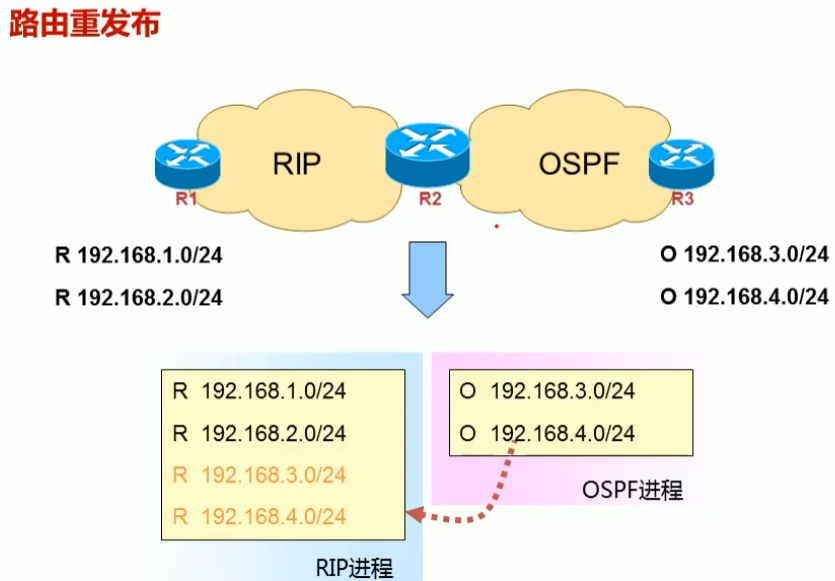 路由重发布
RIP
OSPF
R1
R2
R3
R 192.168.1.0/24
O 192.168.3.0/24
R 192.168.2.0/24
O 192.168.4.0/24
R 192.168.1.0/24
R 192.168.2.0/24
R 192.168.3.0/24
R 192.168.4.0/24
RIP进程
O 192.168.3.0/24
O 192.168.4.0/24
OSPF进程